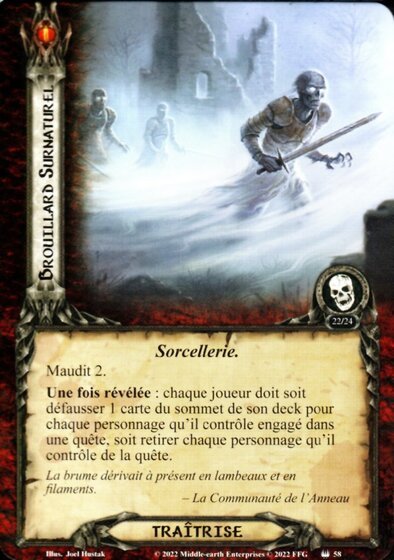 BROUILLARD SURNATUREL
22/24
Sorcellerie.
Maudit 2.
Une fois révélée : chaque joueur doit soit
défausser 1 carte du sommet de son deck pour
chaque personnage qu'il contrôle engagé dans
une quête, soit retirer chaque personnage qu'il
contrôle de la quête.
La brume dérivait à présent en lambeaux et en
filaments.
– La Communauté de l'Anneau
TRAÎTRISE
Illus. Joel Hustak
© 2022 Middle-earth Enterprises © 2022 FFG
58